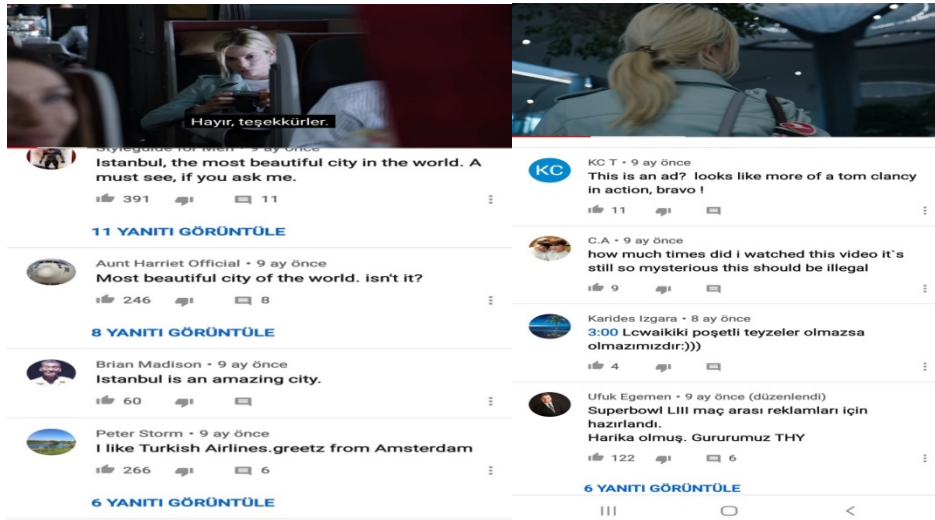 Hayır, teşekkürler.
Styleguide for Men • 9 ay önce
Istanbul, the most beautiful city in the world. A
must see, if you ask me.
391 11
11 YANITI GÖRÜNTÜLE
Aunt Harriet Official • 9 ay önce
Most beautiful city of the world. isn't it?
246 8
8 YANITI GÖRÜNTÜLE
Brian Madison • 9 ay önce
Istanbul is an amazing city.
60
Peter Storm • 9 ay önce
I like Turkish Airlines.greetz from Amsterdam
266 6
6 YANITI GÖRÜNTÜLE
KC
KC T • 9 ay önce
This is an ad? looks like more of a tom clancy
in action, bravo !
11
C.A • 9 ay önce
how much times did i watched this video it`s
still so mysterious this should be illegal
9
Karides Izgara • 8 ay önce
3:00 Lcwaikiki poşetli teyzeler olmazsa
olmazımızdır:)))
4
Ufuk Egemen • 9 ay önce (düzenlendi)
Superbowl LIII maç arası reklamları için
hazırlandı.
Harika olmuş. Gururumuz THY
122 6
6 YANITI GÖRÜNTÜLE